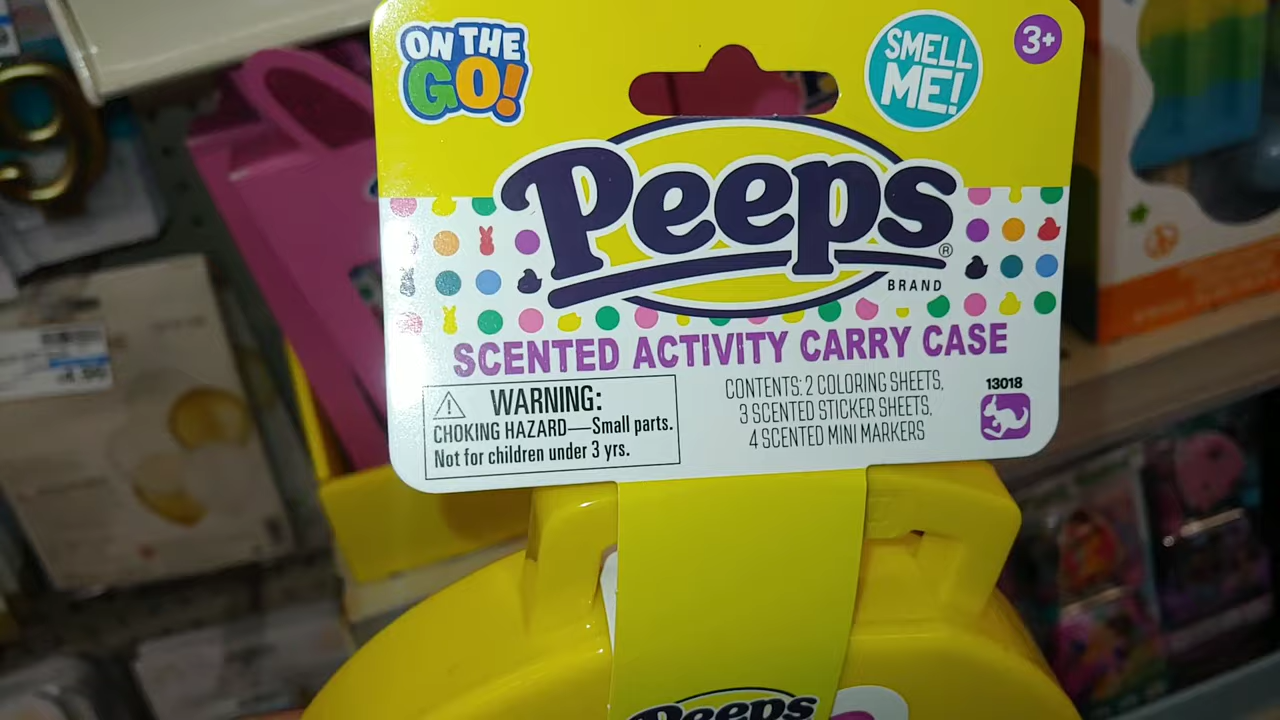 ON THE
GO!
SMELL
ME!
3+
Peeps®
BRAND
SCENTED ACTIVITY CARRY CASE
WARNING:
CHOKING HAZARD—Small parts.
Not for children under 3 yrs.
CONTENTS: 2 COLORING SHEETS,
3 SCENTED STICKER SHEETS,
4 SCENTED MINI MARKERS
13018
Peeps